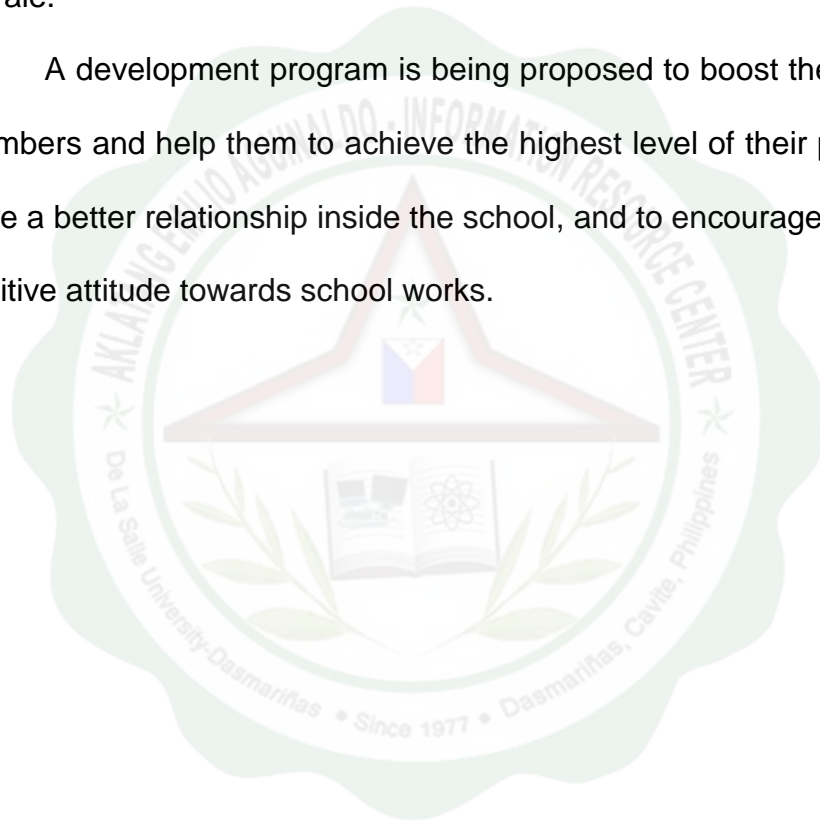 A development program is being proposed to boost the
mbers and help them to achieve the highest level of their
e a better relationship inside the school, and to encourage
itive attitude towards school works.
AKLATANG EMILIO AGUINALDO - INFORMATION RESOURCE CENTER
De La Salle University-Dasmariñas • Since 1977 • Dasmariñas, Cavite, Philippines